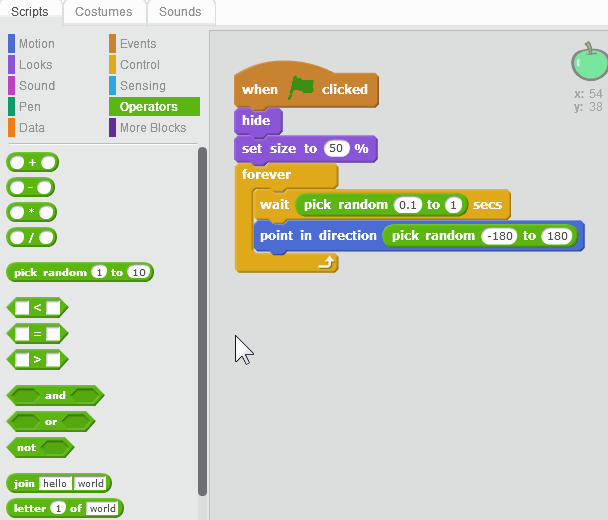 Scripts Costumes Sounds
Motion Events
Looks Control
Sound Sensing
Pen Operators
Data More Blocks
+
-
*
/
pick random 1 to 10
<
=
>
and
or
not
join hello world
letter 1 of world
when clicked
hide
set size to 50 %
forever
wait pick random 0.1 to 1 secs
point in direction pick random -180 to 180
x: 54
y: 38